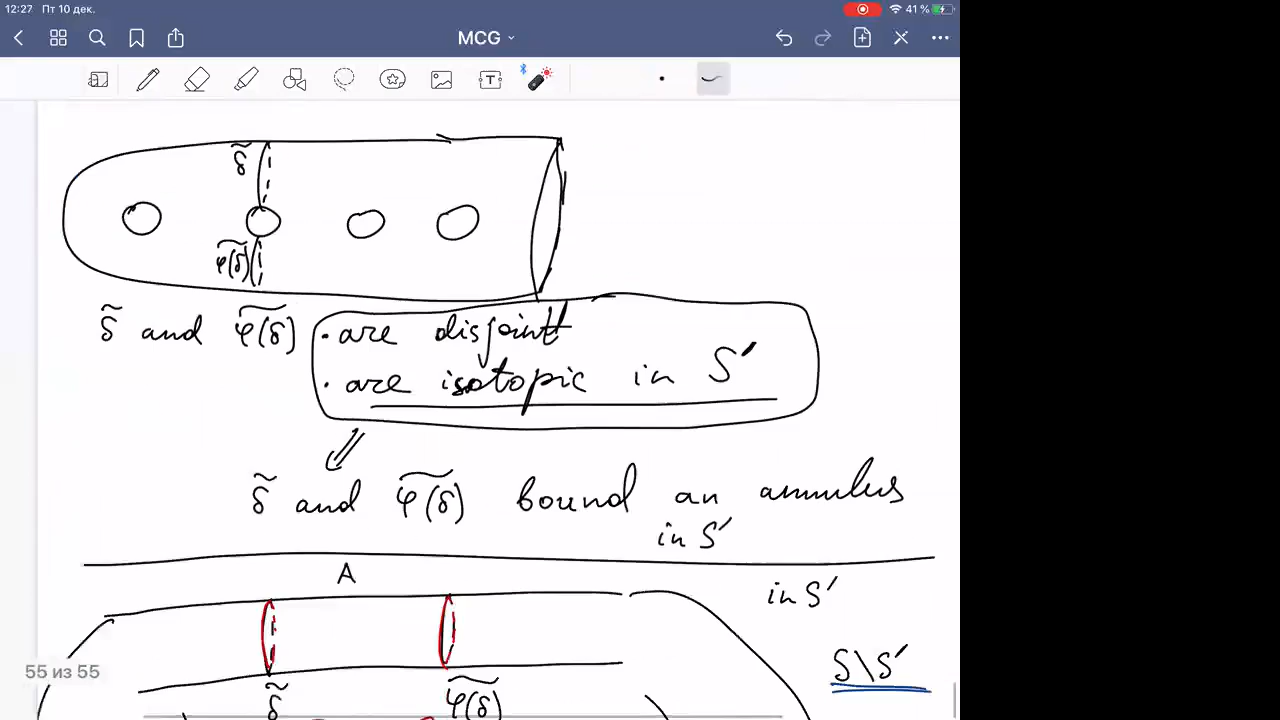 12:27 Пт 10 дек. 41 %
MCG
δ̃
φ(δ)̃
δ̃ and φ(δ)̃ · are disjoint
· are isotopic in S′
⇙
δ̃ and φ(δ)̃ bound an annulus
in S′
A
in S′
S\S′
55 из 55
δ̃ φ(δ)̃